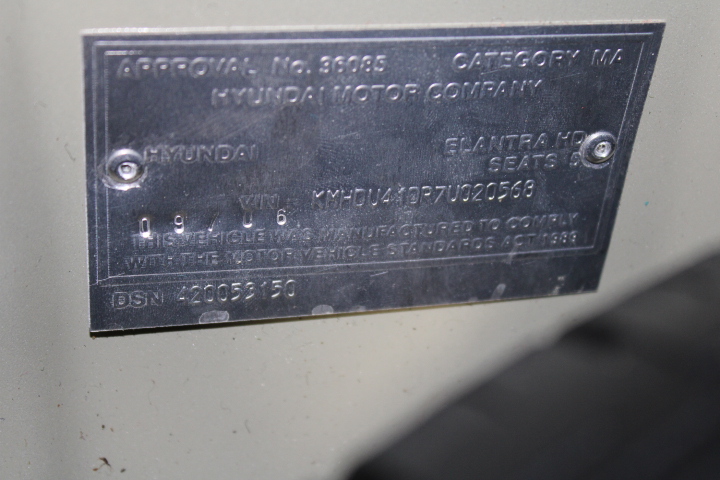 APPROVAL No. 36085 CATEGORY MA
HYUNDAI MOTOR COMPANY
HYUNDAI ELANTRA HD
SEATS 5
09/06 VIN KMHDU41DR7U020568
THIS VEHICLE WAS MANUFACTURED TO COMPLY
WITH THE MOTOR VEHICLE STANDARDS ACT 1989
DSN 420053150